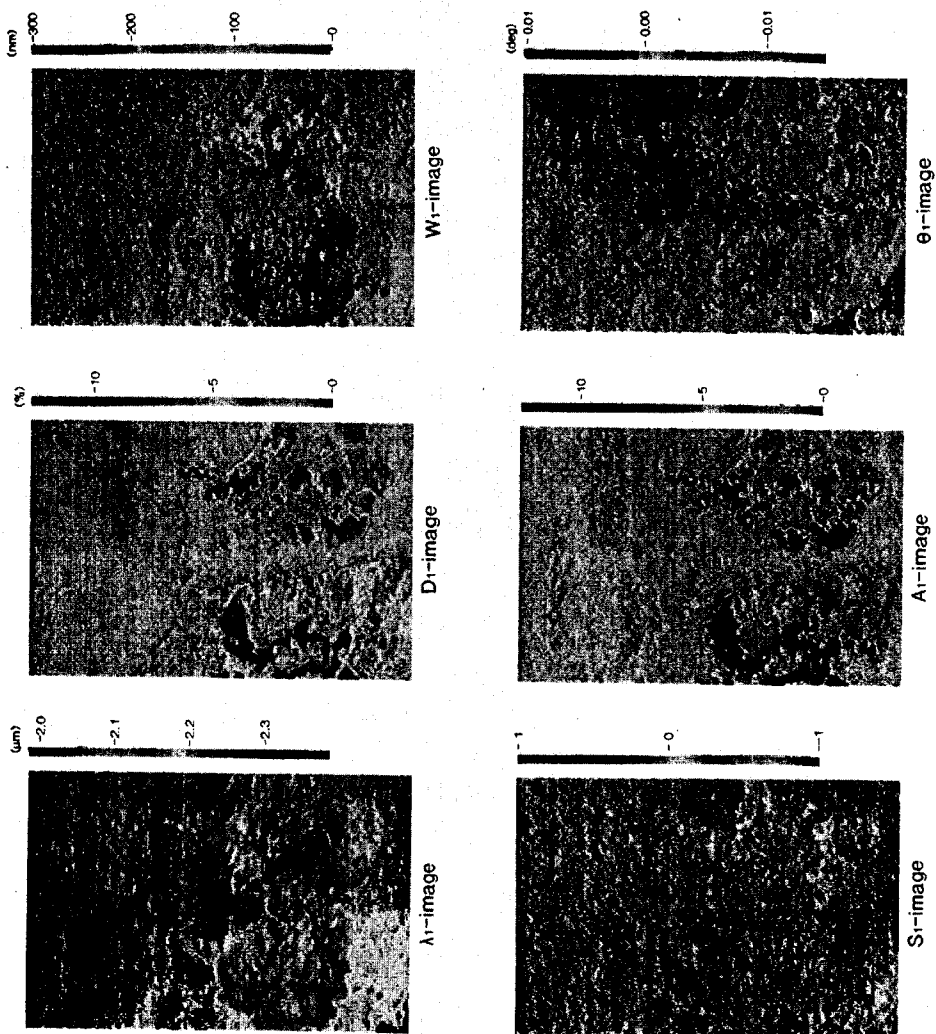 (μm)
-2.0
-2.1
-2.2
-2.3
λ1-image
(%)
-10
-5
-0
D1-image
(nm)
-300
-200
-100
-0
W1-image
- 1
- 0
--1
S1-image
-10
-5
-0
A1-image
(deg)
-0.01
-0.00
--0.01
θ1-image